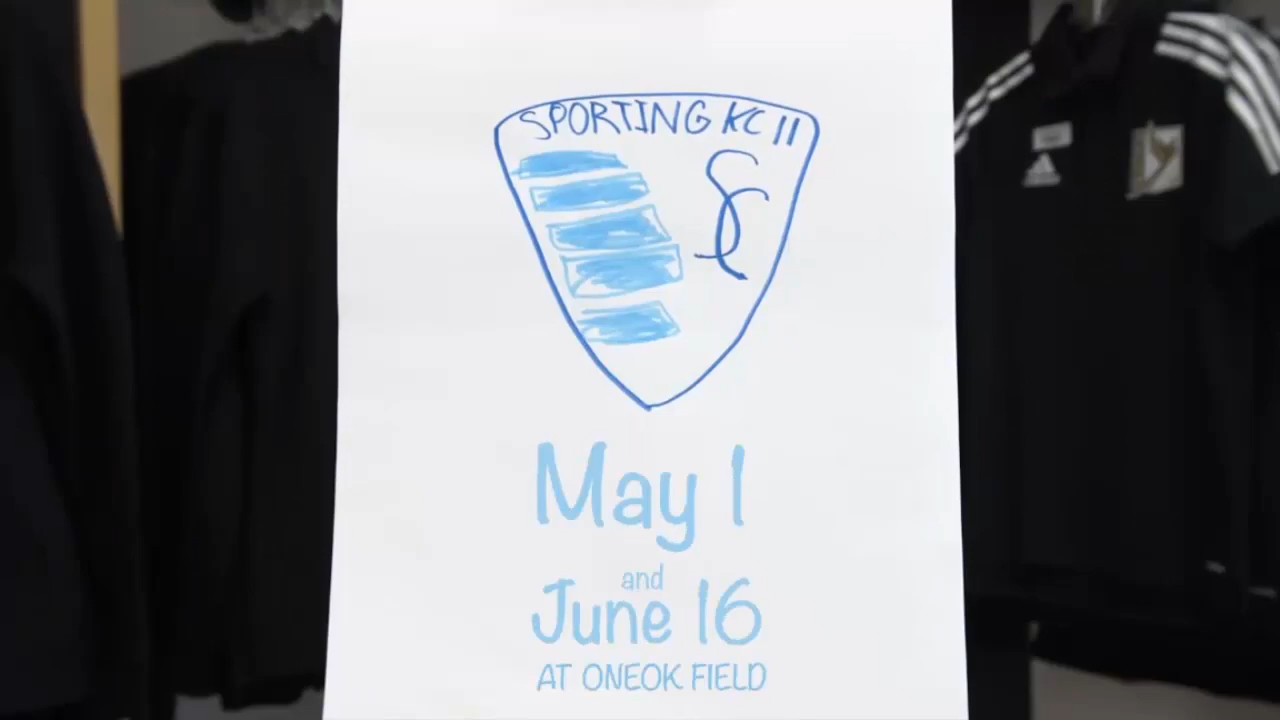 SPORTING KC II
SC
May 1
and
June 16
AT ONEOK FIELD